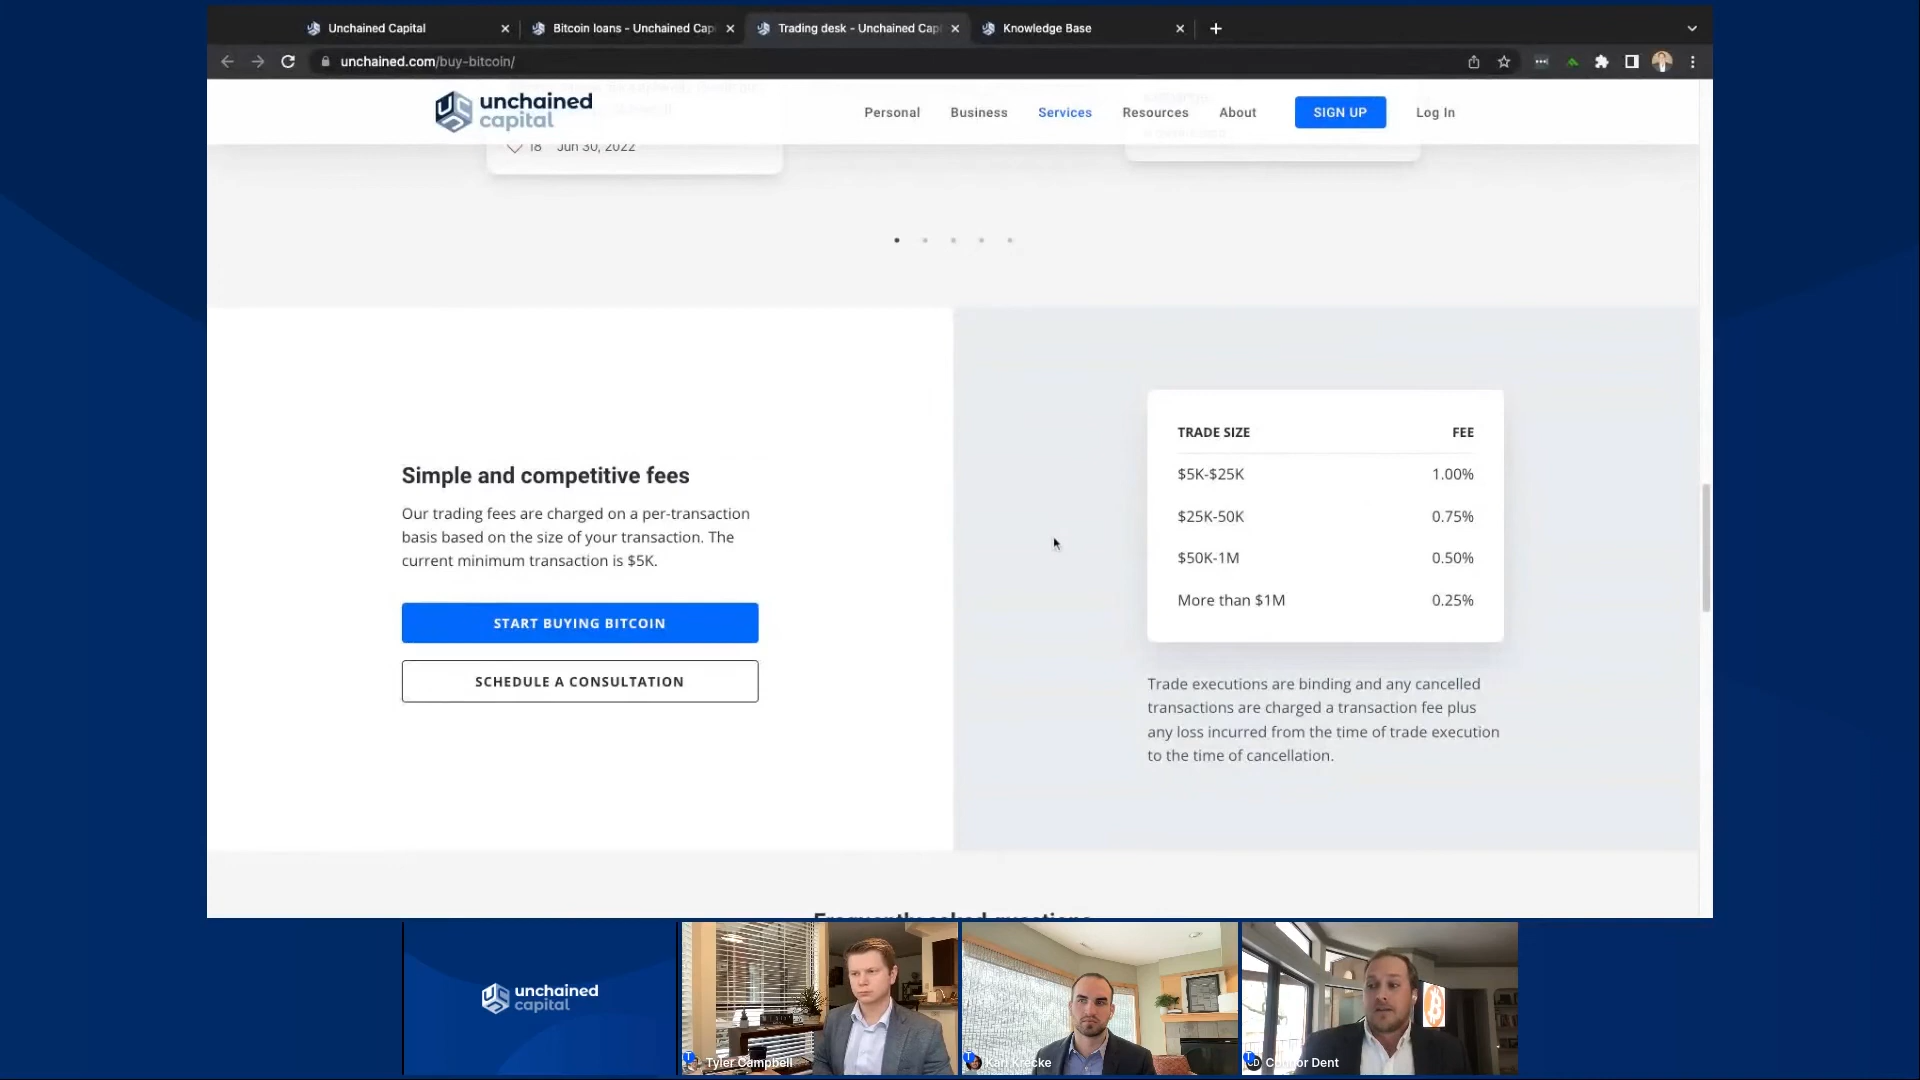 Unchained Capital
Bitcoin loans - Unchained Cap
Trading desk - Unchained Cap
Knowledge Base
unchained.com/buy-bitcoin/
unchained
capital
Personal
Business
Services
Resources
About
SIGN UP
Log In
18 Jun 30, 2022
Simple and competitive fees
Our trading fees are charged on a per-transaction
basis based on the size of your transaction. The
current minimum transaction is $5K.
START BUYING BITCOIN
SCHEDULE A CONSULTATION
TRADE SIZE FEE
$5K-$25K 1.00%
$25K-50K 0.75%
$50K-1M 0.50%
More than $1M 0.25%
Trade executions are binding and any cancelled
transactions are charged a transaction fee plus
any loss incurred from the time of trade execution
to the time of cancellation.
Frequently asked questions
unchained
capital
Tyler Campbell
Krecke
Connor Dent